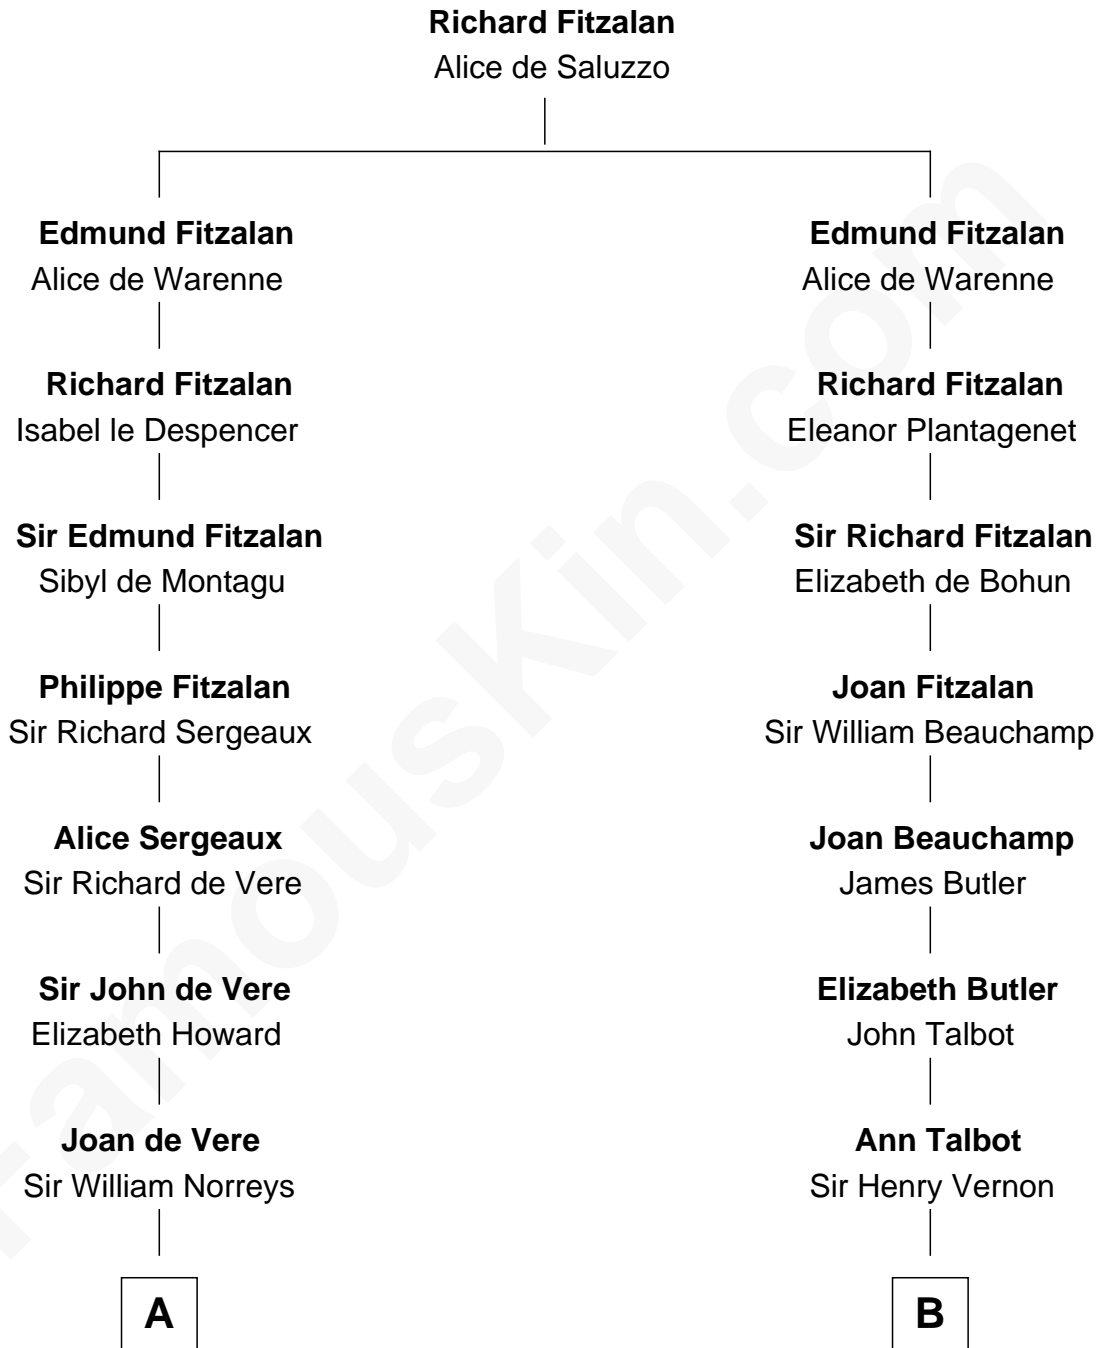 Richard Fitzalan
Alice de Saluzzo
Edmund Fitzalan
Alice de Warenne
Edmund Fitzalan
Alice de Warenne
Richard Fitzalan
Isabel le Despencer
Richard Fitzalan
Eleanor Plantagenet
Sir Edmund Fitzalan
Sibyl de Montagu
Sir Richard Fitzalan
Elizabeth de Bohun
Philippe Fitzalan
Sir Richard Sergeaux
Joan Fitzalan
Sir William Beauchamp
Alice Sergeaux
Sir Richard de Vere
Joan Beauchamp
James Butler
Sir John de Vere
Elizabeth Howard
Elizabeth Butler
John Talbot
Joan de Vere
Sir William Norreys
Ann Talbot
Sir Henry Vernon
A
B
FamousKin.com